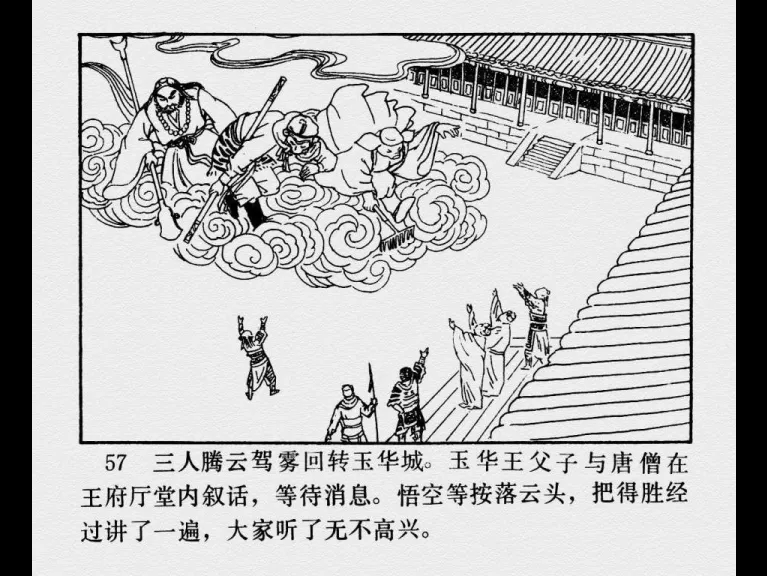 57 三人腾云驾雾回转玉华城。玉华王父子与唐僧在
王府厅堂内叙话，等待消息。悟空等按落云头，把得胜经
过讲了一遍，大家听了无不高兴。